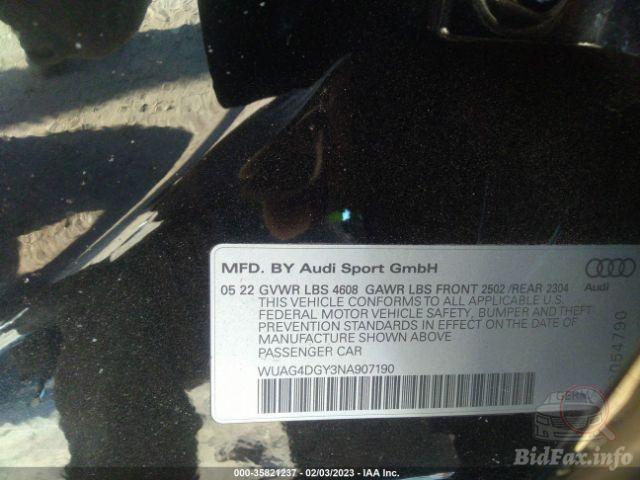 MFD. BY Audi Sport GmbH
05 22 GVWR LBS 4608 GAWR LBS FRONT 2502 /REAR 2304
THIS VEHICLE CONFORMS TO ALL APPLICABLE U.S.
FEDERAL MOTOR VEHICLE SAFETY, BUMPER AND THEFT
PREVENTION STANDARDS IN EFFECT ON THE DATE OF
MANUFACTURE SHOWN ABOVE
PASSENGER CAR
WUAG4DGY3NA907190
Audi
054790
GERM
BidFax.info
000-35821237 - 02/03/2023 - IAA Inc.